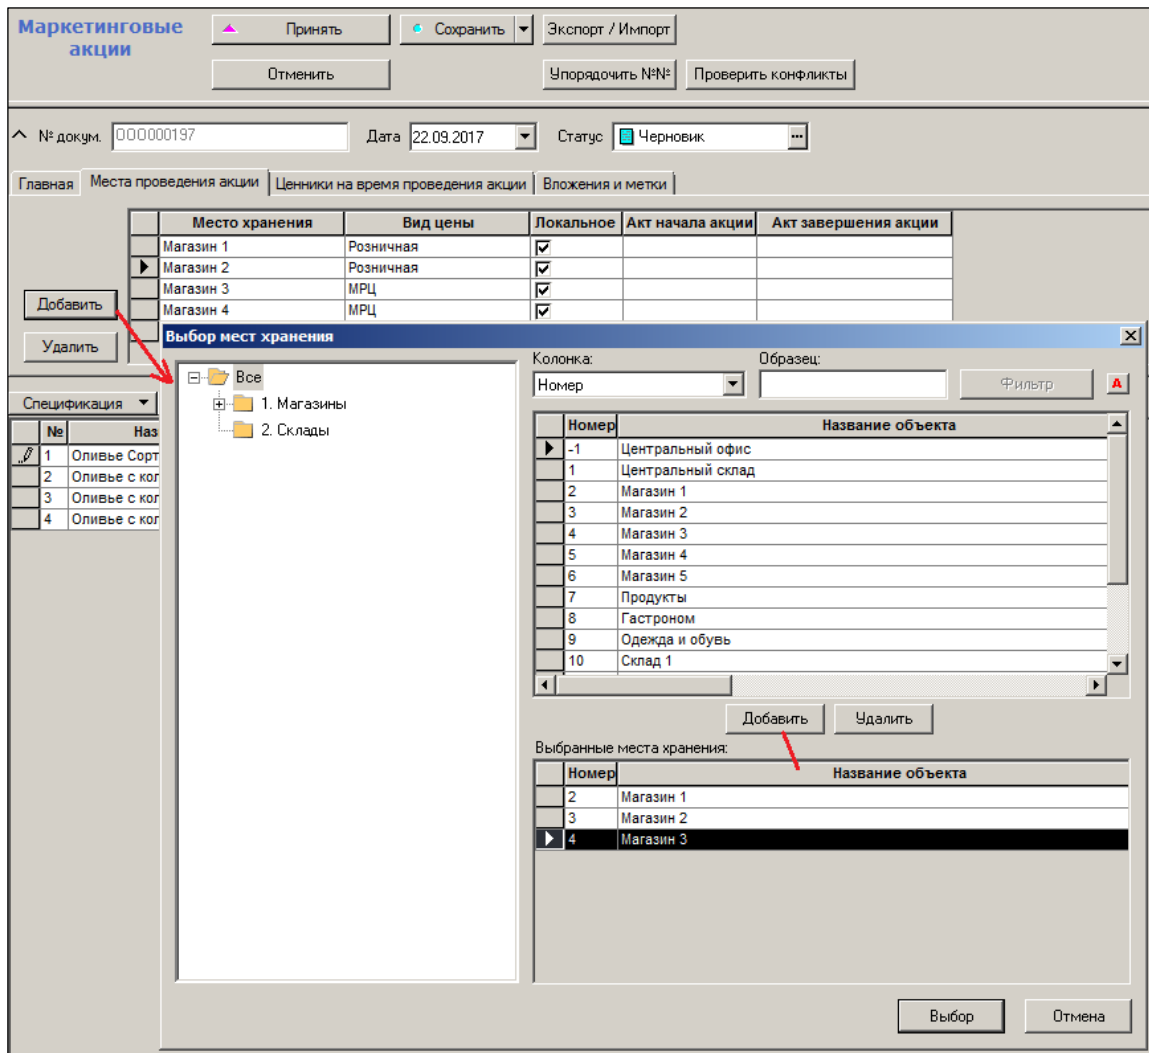 Маркетинговые акции
Принять
Сохранить
Экспорт / Импорт
Отменить
Упорядочить №№
Проверить конфликты
№ докум. 000000197 Дата 22.09.2017 Статус Черновик ...
Главная Места проведения акции Ценники на время проведения акции Вложения и метки
Место хранения Вид цены Локальное Акт начала акции Акт завершения акции
Магазин 1 Розничная
Магазин 2 Розничная
Магазин 3 МРЦ
Магазин 4 МРЦ
Добавить
Удалить
Спецификация
№ Наз
1 Оливье Сорт
2 Оливье с кол
3 Оливье с кол
4 Оливье с кол
Выбор мест хранения
Все
1. Магазины
2. Склады
Колонка: Образец:
Номер Фильтр А
Номер Название объекта
-1 Центральный офис
1 Центральный склад
2 Магазин 1
3 Магазин 2
4 Магазин 3
5 Магазин 4
6 Магазин 5
7 Продукты
8 Гастроном
9 Одежда и обувь
10 Склад 1
Добавить Удалить
Выбранные места хранения:
Номер Название объекта
2 Магазин 1
3 Магазин 2
4 Магазин 3
Выбор Отмена